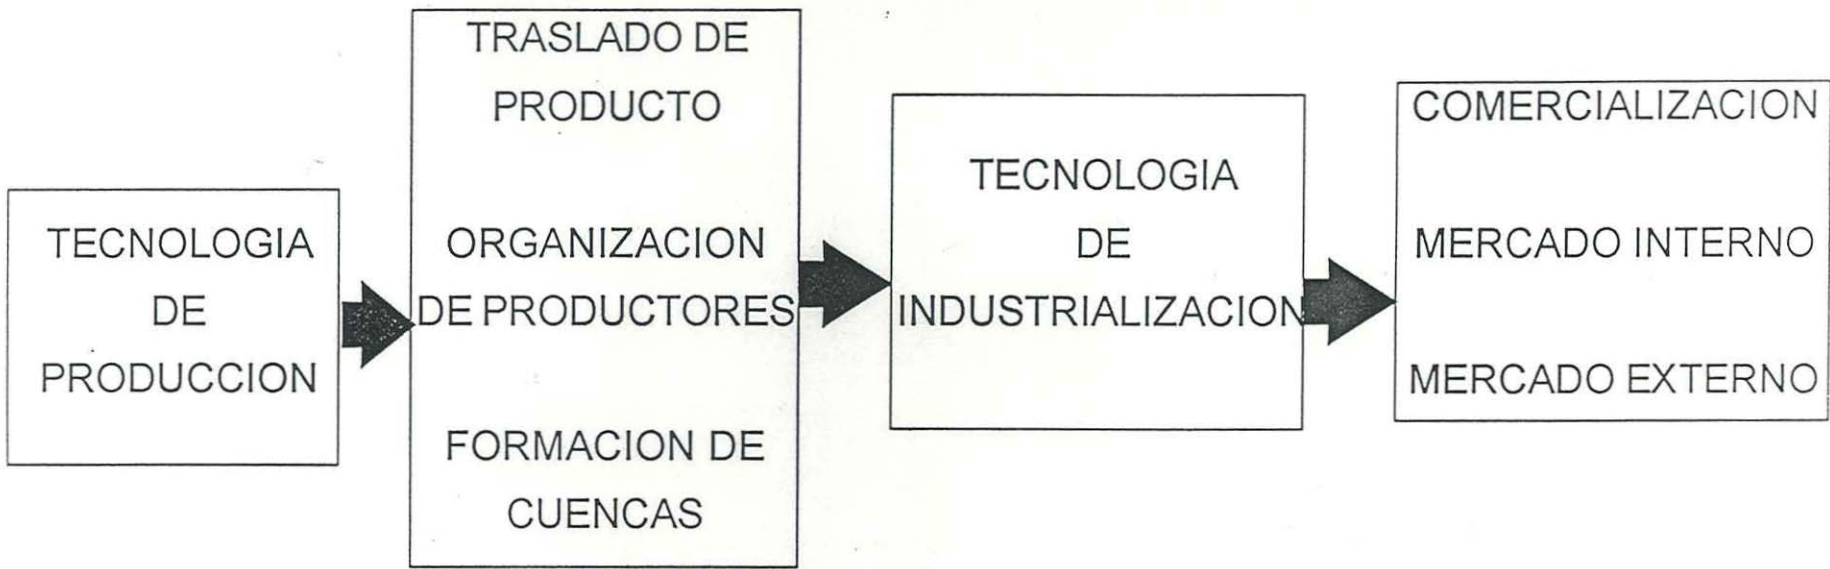 TECNOLOGIA
DE
PRODUCCION
TRASLADO DE
PRODUCTO
ORGANIZACION
DE PRODUCTORES
FORMACION DE
CUENCAS
TECNOLOGIA
DE
INDUSTRIALIZACION
COMERCIALIZACION
MERCADO INTERNO
MERCADO EXTERNO